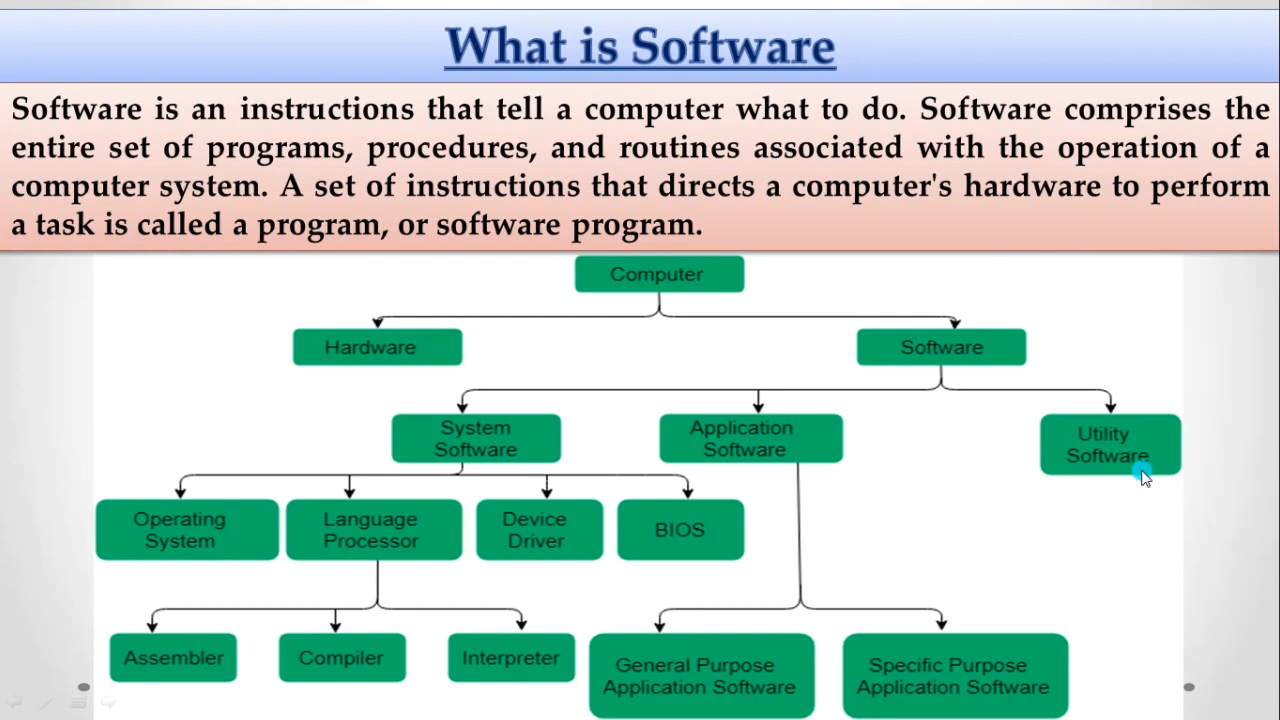 What is Software
Software is an instructions that tell a computer what to do. Software comprises the
entire set of programs, procedures, and routines associated with the operation of a
computer system. A set of instructions that directs a computer's hardware to perform
a task is called a program, or software program.
Computer
Hardware
Software
System
Software
Application
Software
Utility
Software
Operating
System
Language
Processor
Device
Driver
BIOS
Assembler
Compiler
Interpreter
General Purpose
Application Software
Specific Purpose
Application Software